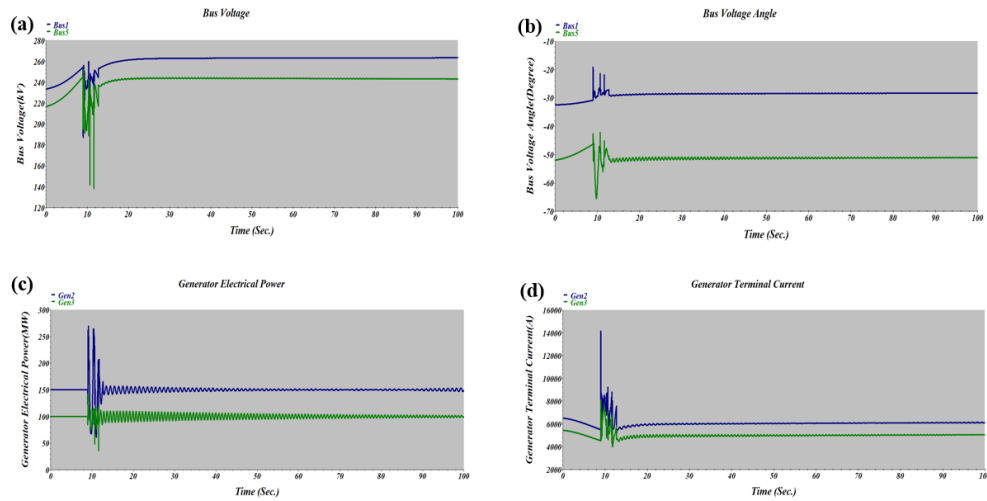 (a)
Bus Voltage
Bus1
Bus5
280
260
240
220
200
180
160
140
120
Bus Voltage(kV)
0 10 20 30 40 50 60 70 80 90 100
Time (Sec.)
(b)
Bus Voltage Angle
Bus1
Bus5
-10
-20
-30
-40
-50
-60
-70
Bus Voltage Angle(Degree)
0 10 20 30 40 50 60 70 80 90 100
Time (Sec.)
(c)
Generator Electrical Power
Gen2
Gen3
300
250
200
150
100
50
0
Generator Electrical Power(MW)
0 10 20 30 40 50 60 70 80 90 100
Time (Sec.)
(d)
Generator Terminal Current
Gen2
Gen3
16000
14000
12000
10000
8000
6000
4000
2000
Generator Terminal Current(A)
0 10 20 30 40 50 60 70 80 90 100
Time (Sec.)